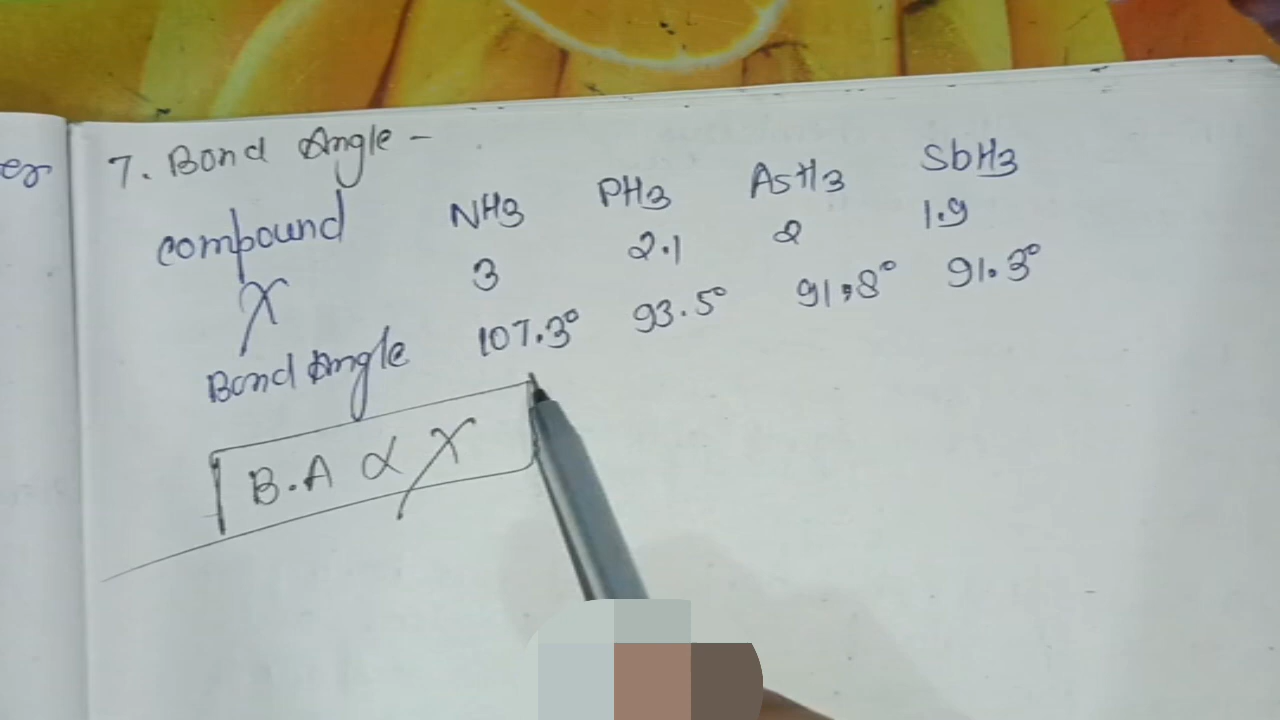 er
7. Bond Angle -
compound NH3 PH3 AsH3 SbH3
χ 3 2.1 2 1.9
Bond Angle 107.3° 93.5° 91.8° 91.3°
B.A ∝ χ